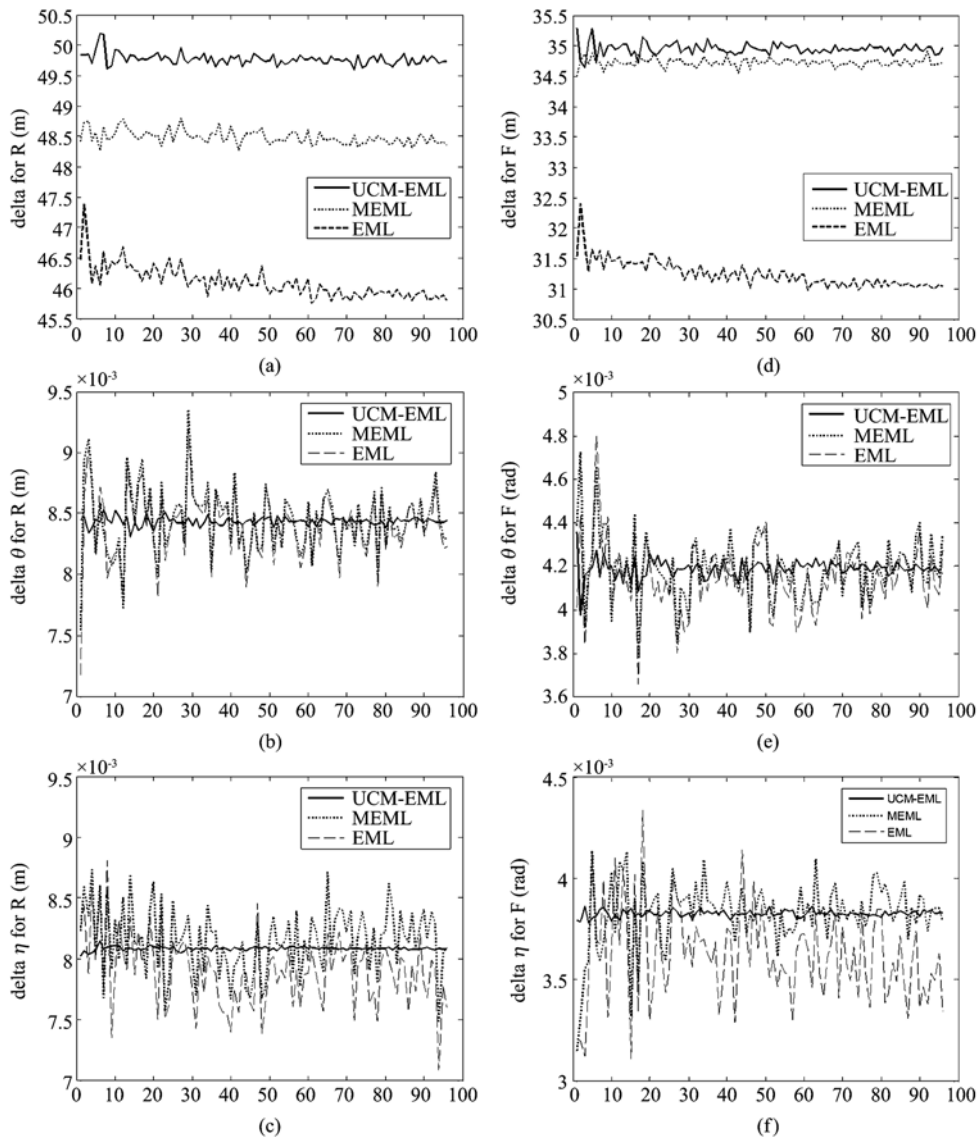 50.5
50
49.5
49
48.5
48
47.5
47
46.5
46
45.5
delta for R (m)
UCM-EML
MEML
EML
0 10 20 30 40 50 60 70 80 90 100
(a)
35.5
35
34.5
34
33.5
33
32.5
32
31.5
31
30.5
delta for F (m)
UCM-EML
MEML
EML
0 10 20 30 40 50 60 70 80 90 100
(d)
×10⁻³
9.5
9
8.5
8
8.5
7
delta θ for R (m)
UCM-EML
MEML
EML
0 10 20 30 40 50 60 70 80 90 100
(b)
×10⁻³
5
4.8
4.6
4.4
4.2
4
3.8
3.6
delta θ for F (rad)
UCM-EML
MEML
EML
0 10 20 30 40 50 60 70 80 90 100
(e)
×10⁻³
9.5
9
8.5
8
7.5
7
delta η for R (m)
UCM-EML
MEML
EML
0 10 20 30 40 50 60 70 80 90 100
(c)
×10⁻³
4.5
4
3.5
3
delta η for F (rad)
UCM-EML
MEML
EML
0 10 20 30 40 50 60 70 80 90 100
(f)